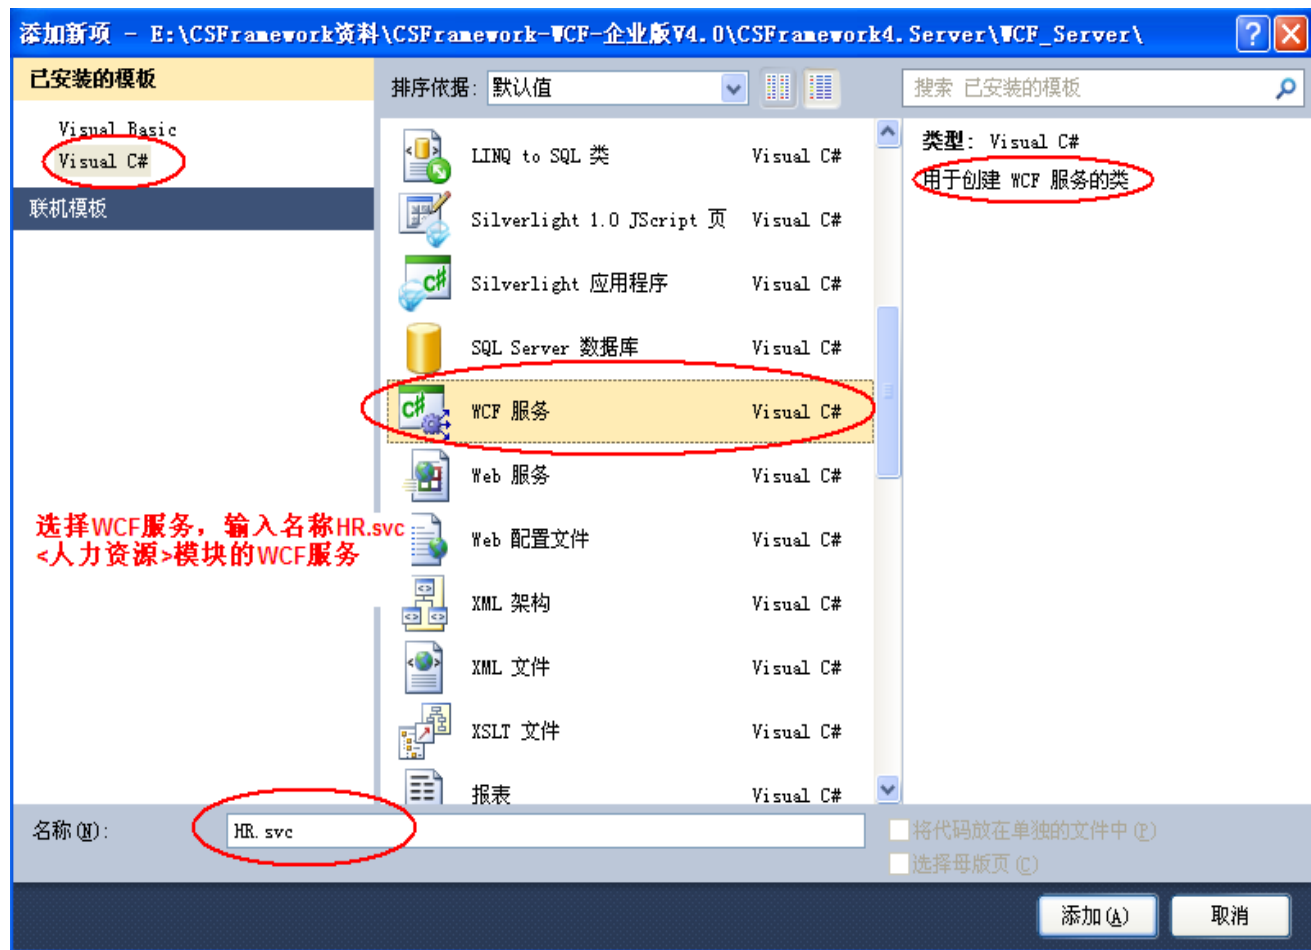 添加新项 - E:\CSFramework资料\CSFramework-WCF-企业版V4.0\CSFramework4.Server\WCF_Server\
已安装的模板
Visual Basic
Visual C#
联机模板
选择WCF服务，输入名称HR.svc
<人力资源>模块的WCF服务
排序依据: 默认值
LINQ to SQL 类 Visual C#
Silverlight 1.0 JScript 页 Visual C#
Silverlight 应用程序 Visual C#
SQL Server 数据库 Visual C#
WCF 服务 Visual C#
Web 服务 Visual C#
Web 配置文件 Visual C#
XML 架构 Visual C#
XML 文件 Visual C#
XSLT 文件 Visual C#
报表 Visual C#
搜索 已安装的模板
类型: Visual C#
用于创建 WCF 服务的类
名称(N): HR.svc
将代码放在单独的文件中(P)
选择母版页(C)
添加(A) 取消